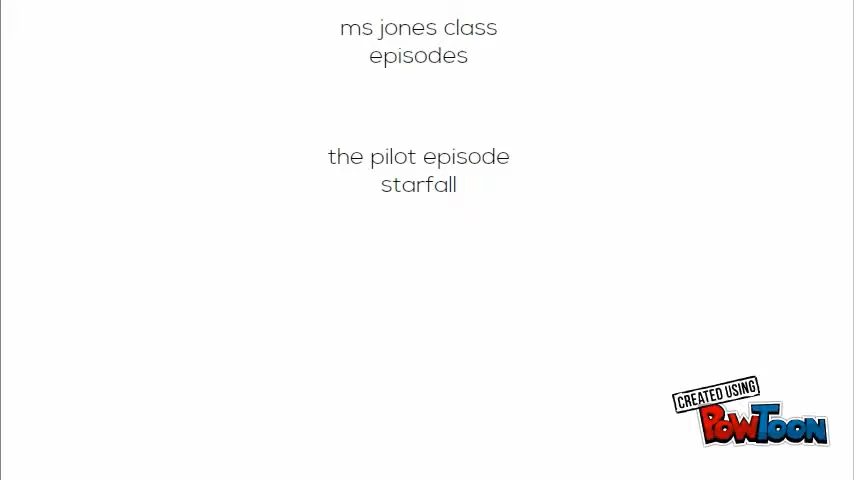 ms jones class
episodes
the pilot episode
starfall
CREATED USING
POWTOON